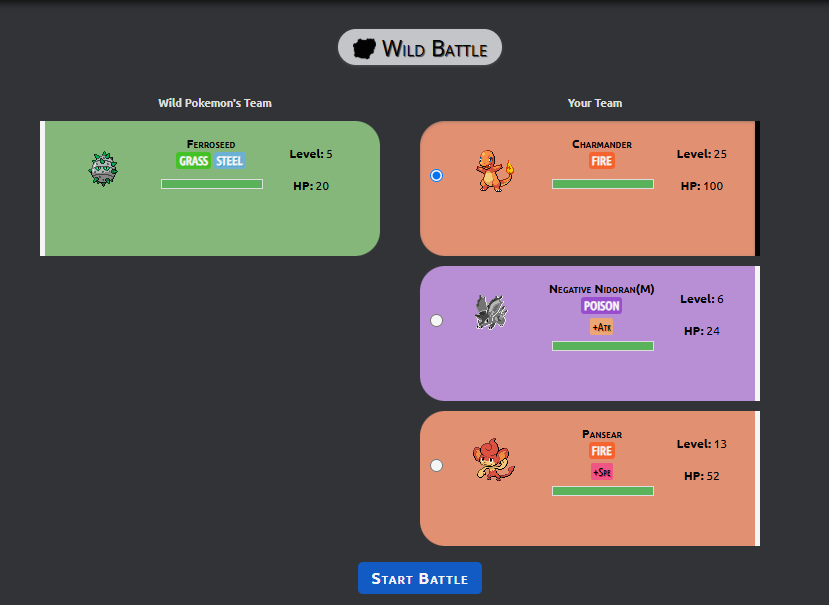 Wild Battle
Wild Pokemon's Team
Ferroseed
GRASS STEEL
Level: 5
HP: 20
Your Team
Charmander
FIRE
Level: 25
HP: 100
Negative Nidoran(M)
POISON
+Atk
Level: 6
HP: 24
Pansear
FIRE
+Spe
Level: 13
HP: 52
Start Battle